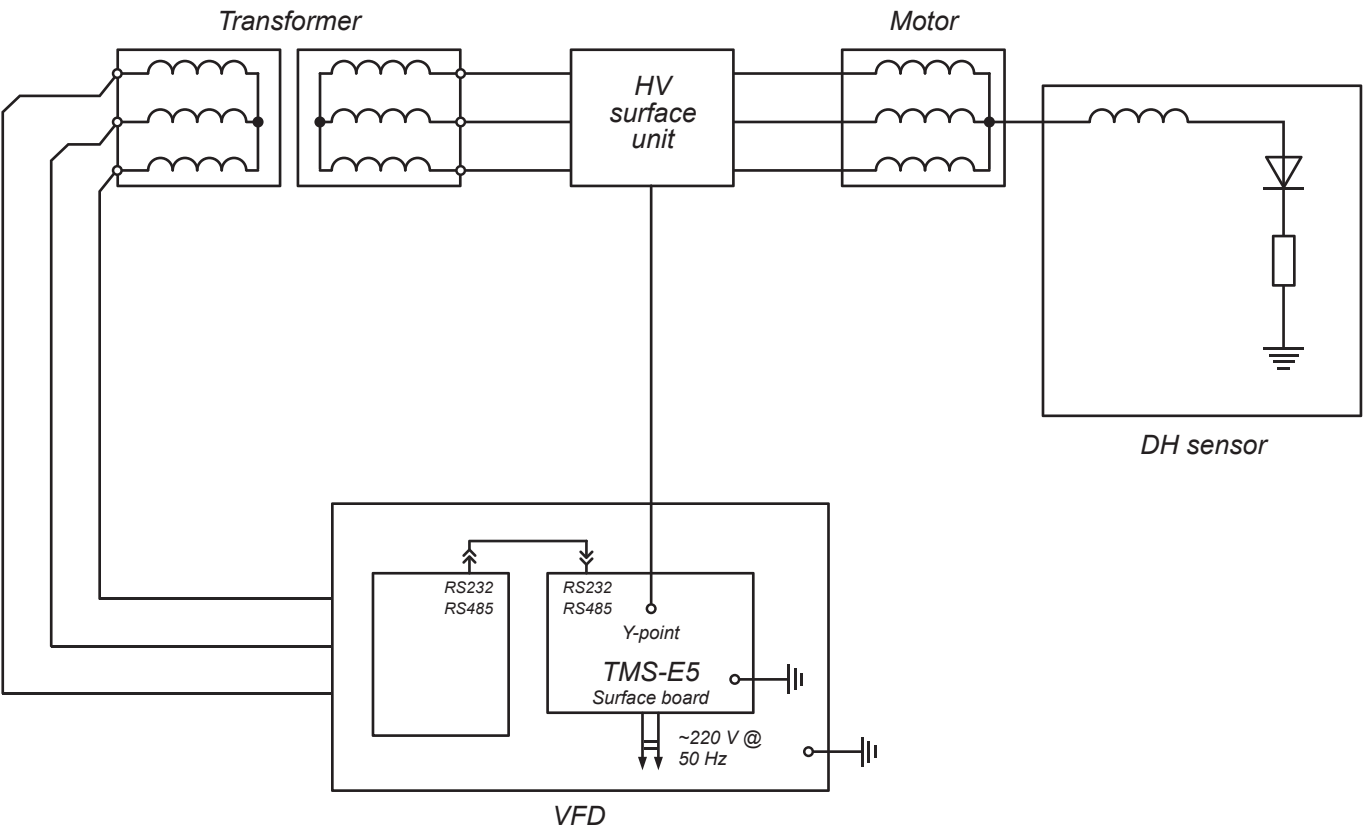 Transformer
Motor
HV
surface
unit
DH sensor
RS232
RS485
RS232
RS485
Y-point
TMS-E5
Surface board
~220 V @
50 Hz
VFD